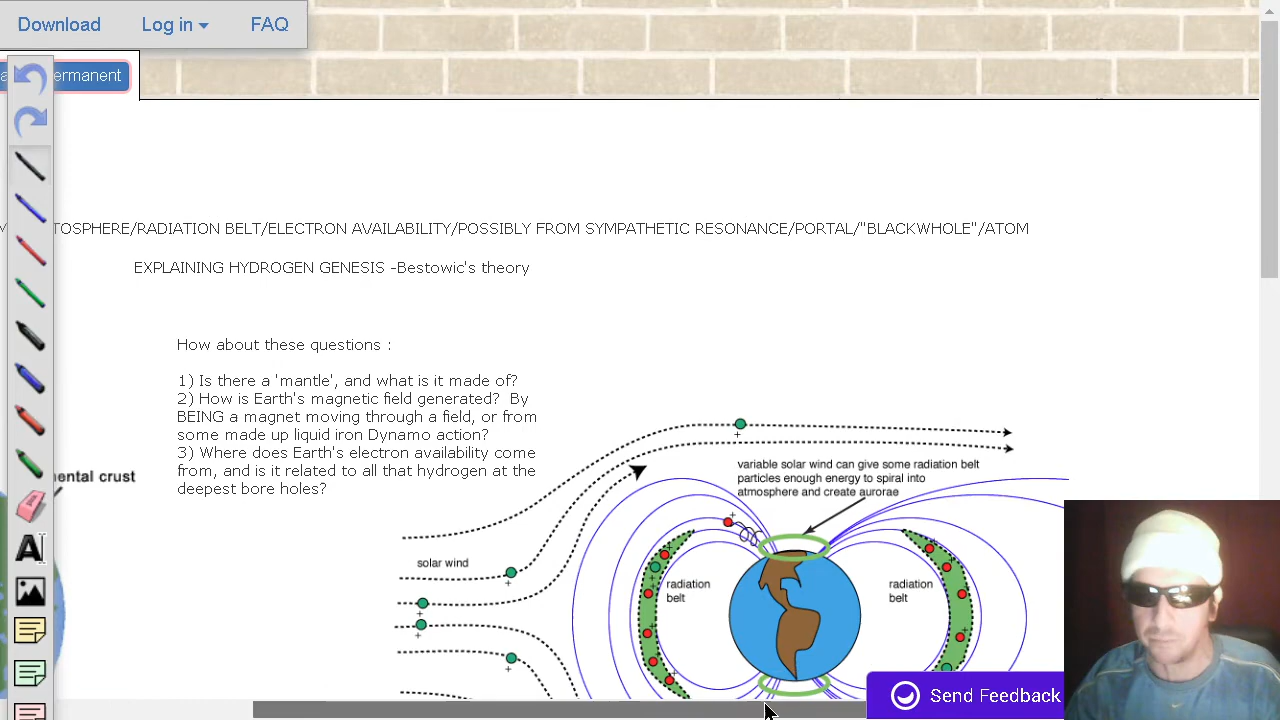 Download Log in FAQ
ermanent
TOSPHERE/RADIATION BELT/ELECTRON AVAILABILITY/POSSIBLY FROM SYMPATHETIC RESONANCE/PORTAL/"BLACKWHOLE"/ATOM
EXPLAINING HYDROGEN GENESIS -Bestowic's theory
How about these questions :
1) Is there a 'mantle', and what is it made of?
2) How is Earth's magnetic field generated? By
BEING a magnet moving through a field, or from
some made up liquid iron Dynamo action?
3) Where does Earth's electron availability come
from, and is it related to all that hydrogen at the
deepest bore holes?
ental crust
variable solar wind can give some radiation belt
particles enough energy to spiral into
atmosphere and create aurorae
solar wind
radiation
belt
radiation
belt
A
Send Feedback